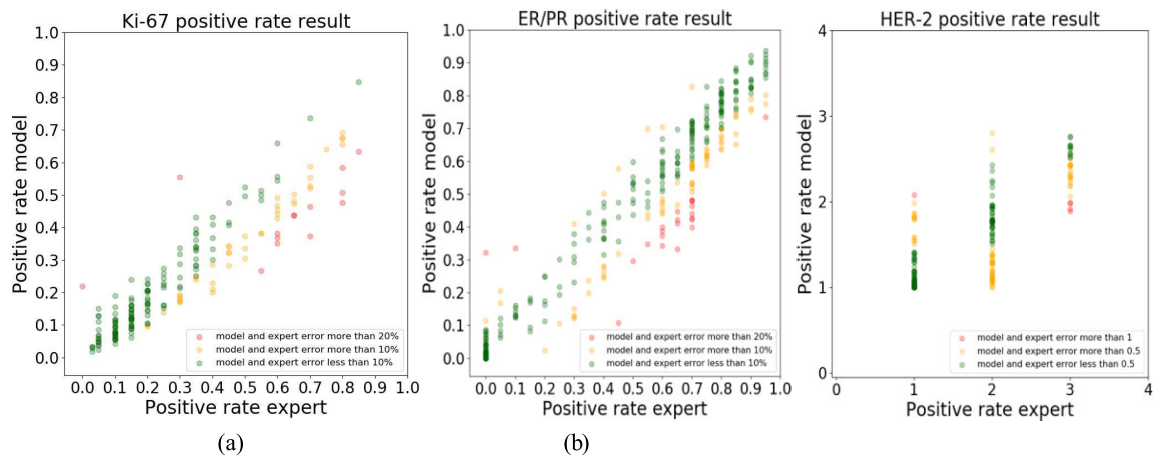 Ki-67 positive rate result
1.0
0.9
0.8
0.7
0.6
0.5
0.4
0.3
0.2
0.1
0.0
Positive rate model
model and expert error more than 20%
model and expert error more than 10%
model and expert error less than 10%
0.0 0.1 0.2 0.3 0.4 0.5 0.6 0.7 0.8 0.9 1.0
Positive rate expert
(a)
ER/PR positive rate result
1.0
0.9
0.8
0.7
0.6
0.5
0.4
0.3
0.2
0.1
0.0
Positive rate model
model and expert error more than 20%
model and expert error more than 10%
model and expert error less than 10%
0.0 0.1 0.2 0.3 0.4 0.5 0.6 0.7 0.8 0.9 1.0
Positive rate expert
(b)
HER-2 positive rate result
4
3
2
1
0
Positive rate model
model and expert error more than 1
model and expert error more than 0.5
model and expert error less than 0.5
0 1 2 3 4
Positive rate expert